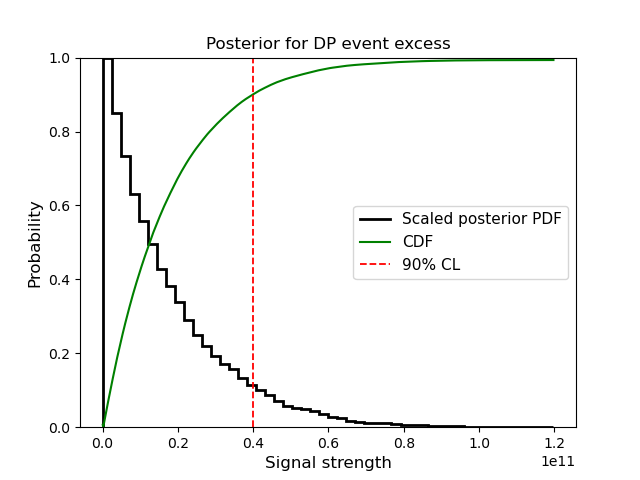 Posterior for DP event excess
Probability
1.0
0.8
0.6
0.4
0.2
0.0
Scaled posterior PDF
CDF
90% CL
0.0 0.2 0.4 0.6 0.8 1.0 1.2
1e11
Signal strength